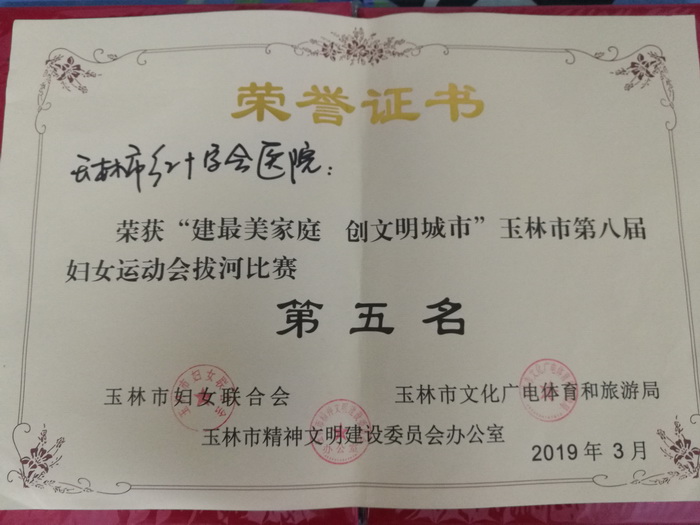 荣誉证书
玉林市红十字会医院：
荣获“建最美家庭 创文明城市”玉林市第八届
妇女运动会拔河比赛
第五名
玉林市妇女联合会 玉林市文化广电体育和旅游局
玉林市精神文明建设委员会办公室
2019年3月